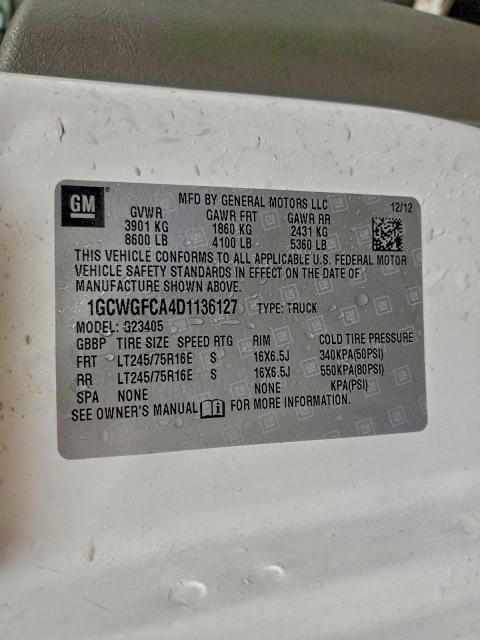 GM
MFD BY GENERAL MOTORS LLC
GVWR GAWR FRT GAWR RR 12/12
3901 KG 1860 KG 2431 KG
8600 LB 4100 LB 5360 LB
THIS VEHICLE CONFORMS TO ALL APPLICABLE U.S. FEDERAL MOTOR
VEHICLE SAFETY STANDARDS IN EFFECT ON THE DATE OF
MANUFACTURE SHOWN ABOVE.
1GCWGFCA4D1136127 TYPE: TRUCK
MODEL: G23405
GBBP TIRE SIZE SPEED RTG RIM COLD TIRE PRESSURE
FRT LT245/75R16E S 16X6.5J 340KPA(50PSI)
RR LT245/75R16E S 16X6.5J 550KPA(80PSI)
SPA NONE NONE KPA(PSI)
SEE OWNER'S MANUAL i FOR MORE INFORMATION.